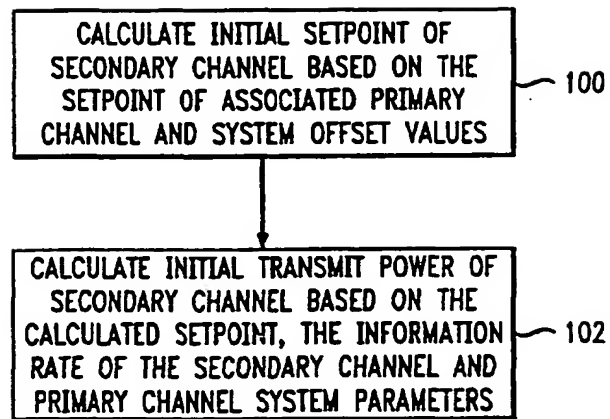 CALCULATE INITIAL SETPOINT OF
SECONDARY CHANNEL BASED ON THE
SETPOINT OF ASSOCIATED PRIMARY
CHANNEL AND SYSTEM OFFSET VALUES
100
CALCULATE INITIAL TRANSMIT POWER OF
SECONDARY CHANNEL BASED ON THE
CALCULATED SETPOINT, THE INFORMATION
RATE OF THE SECONDARY CHANNEL AND
PRIMARY CHANNEL SYSTEM PARAMETERS
102